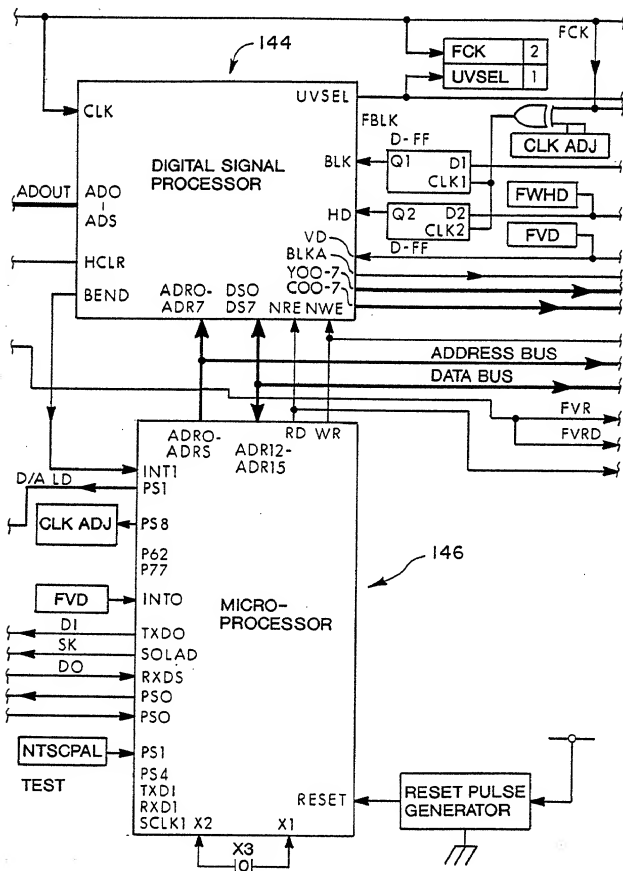 FCK
144
FCK 2
UVSEL 1
UVSEL
CLK
FBLK
D-FF
CLK ADJ
DIGITAL SIGNAL
PROCESSOR
BLK
Q1 D1
CLK1
ADOUT
ADO
-
ADS
FWHD
HD
Q2 D2
CLK2
FVD
D-FF
VD
HCLR
BLKA
YOO-7
COO-7
BEND
ADRO-
ADR7
DSO
DS7
NRE NWE
ADDRESS BUS
DATA BUS
FVR
FVRD
ADRO-
ADRS
ADR12-
ADR15
RD WR
INT1
D/A LD
PS1
CLK ADJ
PS8
146
P62
P77
FVD
INTO
MICRO-
PROCESSOR
DI
TXDO
SK
SOLAD
DO
RXDS
PSO
PSO
NTSCPAL
PS1
TEST
PS4
TXD1
RXD1
SCLK1 X2
X1
RESET
RESET PULSE
GENERATOR
X3